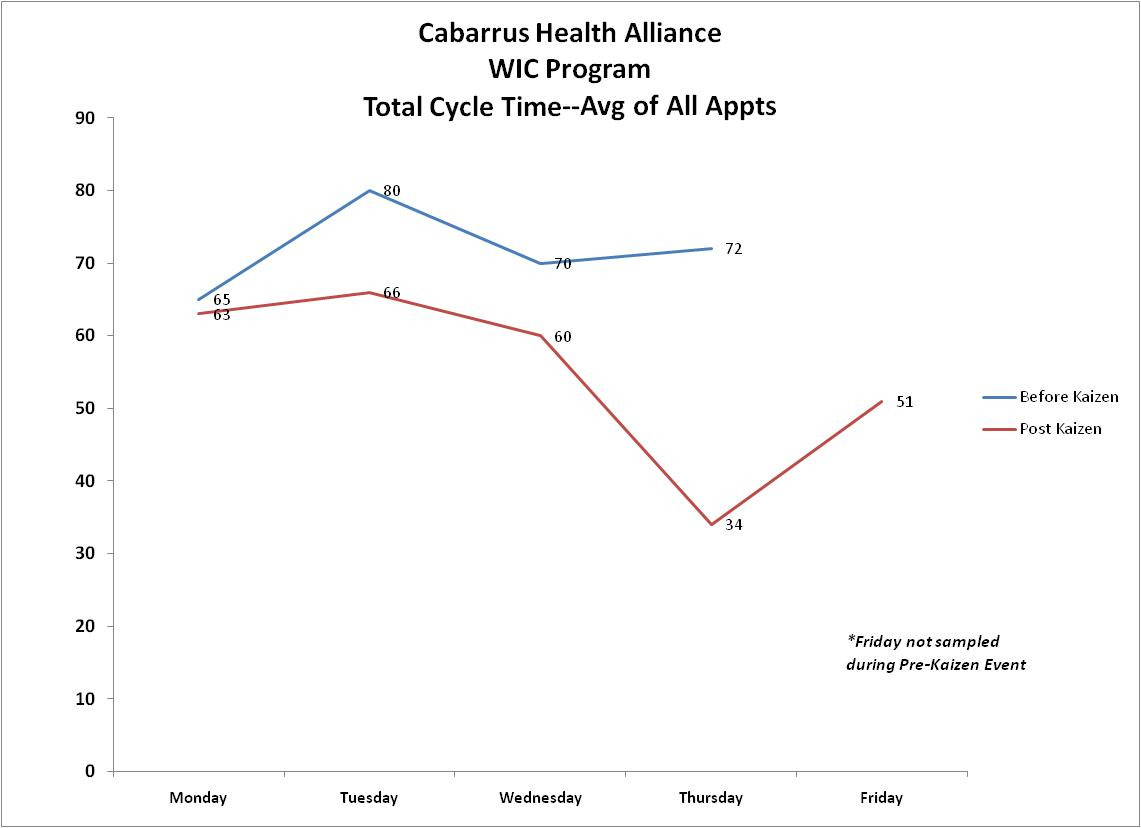 Cabarrus Health Alliance
WIC Program
Total Cycle Time--Avg of All Appts
90
80
70
60
50
40
30
20
10
0
80
70
72
65
63
66
60
34
51
Before Kaizen
Post Kaizen
*Friday not sampled
during Pre-Kaizen Event
Monday
Tuesday
Wednesday
Thursday
Friday